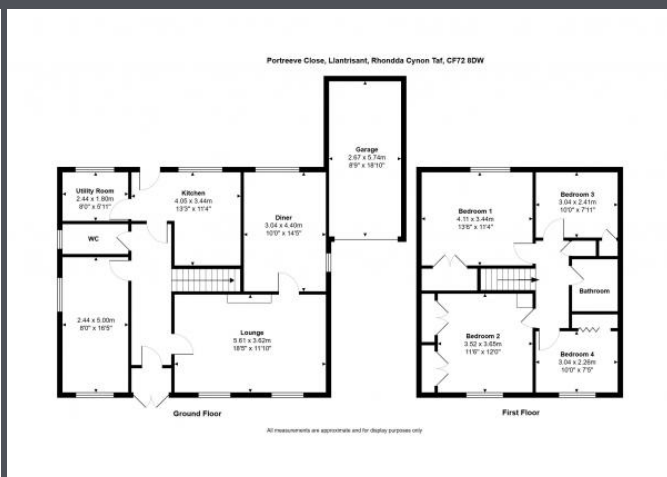 Portreeve Close, Llantrisant, Rhondda Cynon Taf, CF72 8DW
Garage
2.67 x 5.74m
8'9" x 18'10"
Utility Room
2.44 x 1.80m
8'0" x 5'11"
Kitchen
4.05 x 3.44m
13'3" x 11'4"
WC
Diner
3.04 x 4.40m
10'0" x 14'5"
2.44 x 5.00m
8'0" x 16'5"
Lounge
5.61 x 3.62m
18'5" x 11'10"
Ground Floor
Bedroom 1
4.11 x 3.44m
13'6" x 11'4"
Bedroom 3
3.04 x 2.41m
10'0" x 7'11"
Bathroom
Bedroom 2
3.52 x 3.65m
11'6" x 12'0"
Bedroom 4
3.04 x 2.26m
10'0" x 7'5"
First Floor
All measurements are approximate and for display purposes only